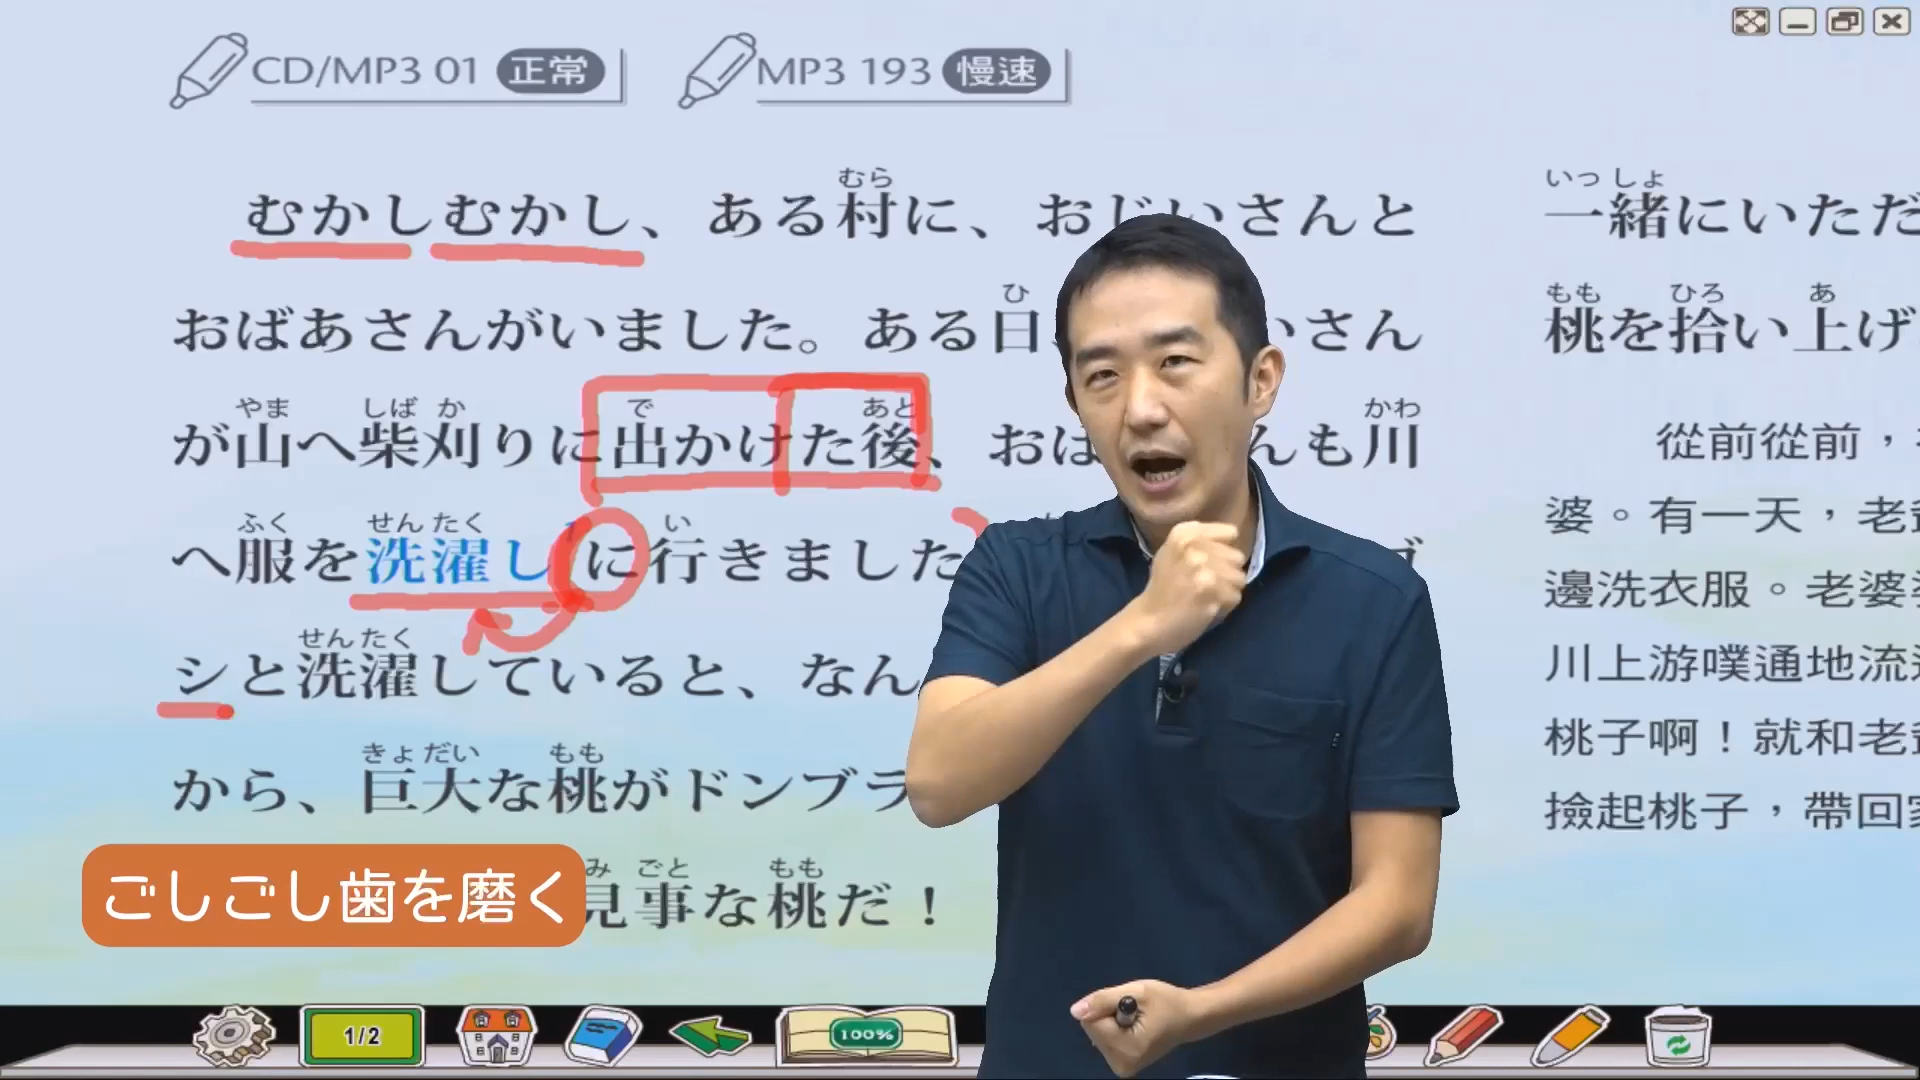 CD/MP3 01 正常
MP3 193 慢速
むかしむかし、ある村に、おじいさんと
むら
おばあさんがいました。ある日、 いさん
ひ
が山へ柴刈りに出かけた後、おば んも川
やま しば か で あと かわ
へ服を洗濯しに行きました
ふく せん たく い
シと洗濯していると、なん
せん たく
から、巨大な桃がドンブラ
きょ だい もも
見事な桃だ！
み ごと もも
一緒にいただ
いっ しょ
桃を拾い上げ
もも ひろ あ
從前從前，
婆。有一天，老
邊洗衣服。老婆
川上游噗通地流
桃子啊！就和老
撿起桃子，帶回
ごしごし歯を磨く
1/2
100%